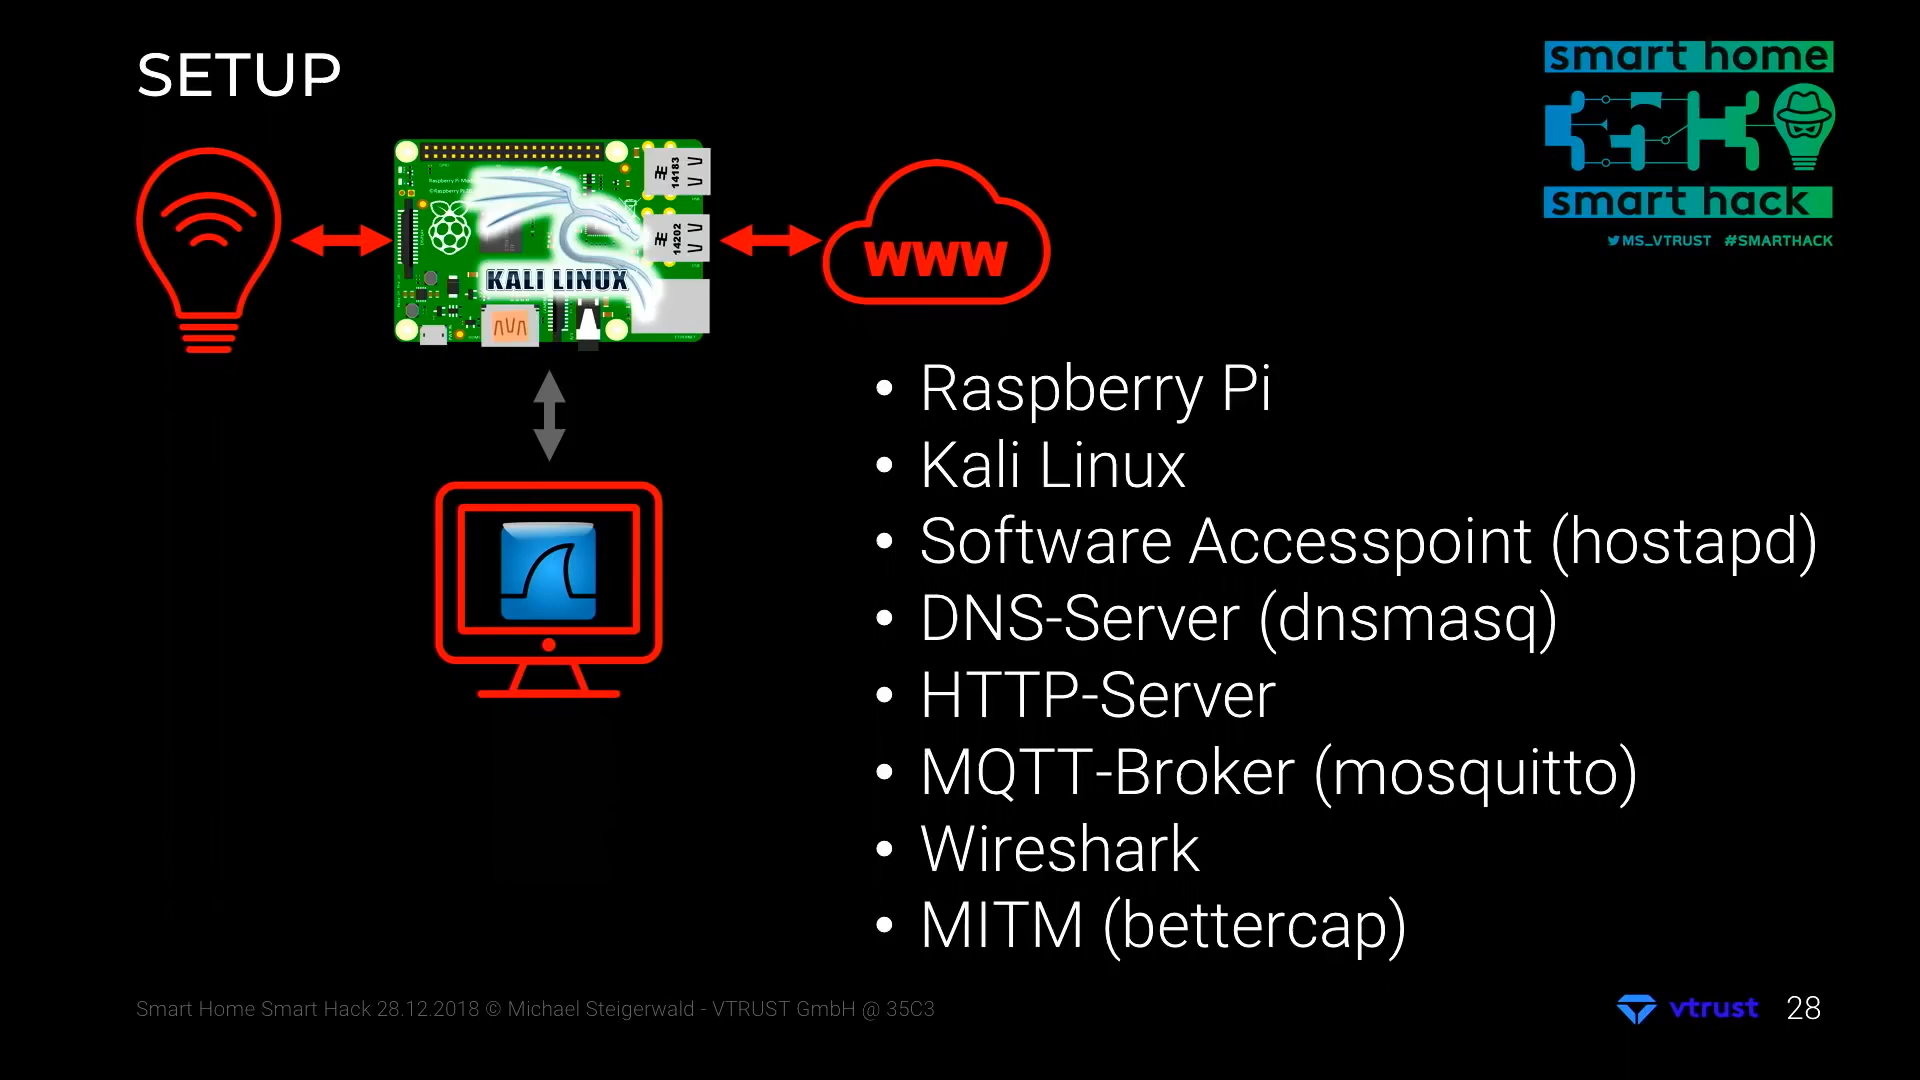 SETUP
smart home
smart hack
MS_VTRUST #SMARTHACK
14183
14202
KALI LINUX
WWW
• Raspberry Pi
• Kali Linux
• Software Accesspoint (hostapd)
• DNS-Server (dnsmasq)
• HTTP-Server
• MQTT-Broker (mosquitto)
• Wireshark
• MITM (bettercap)
Smart Home Smart Hack 28.12.2018 © Michael Steigerwald - VTRUST GmbH @ 35C3
vtrust 28